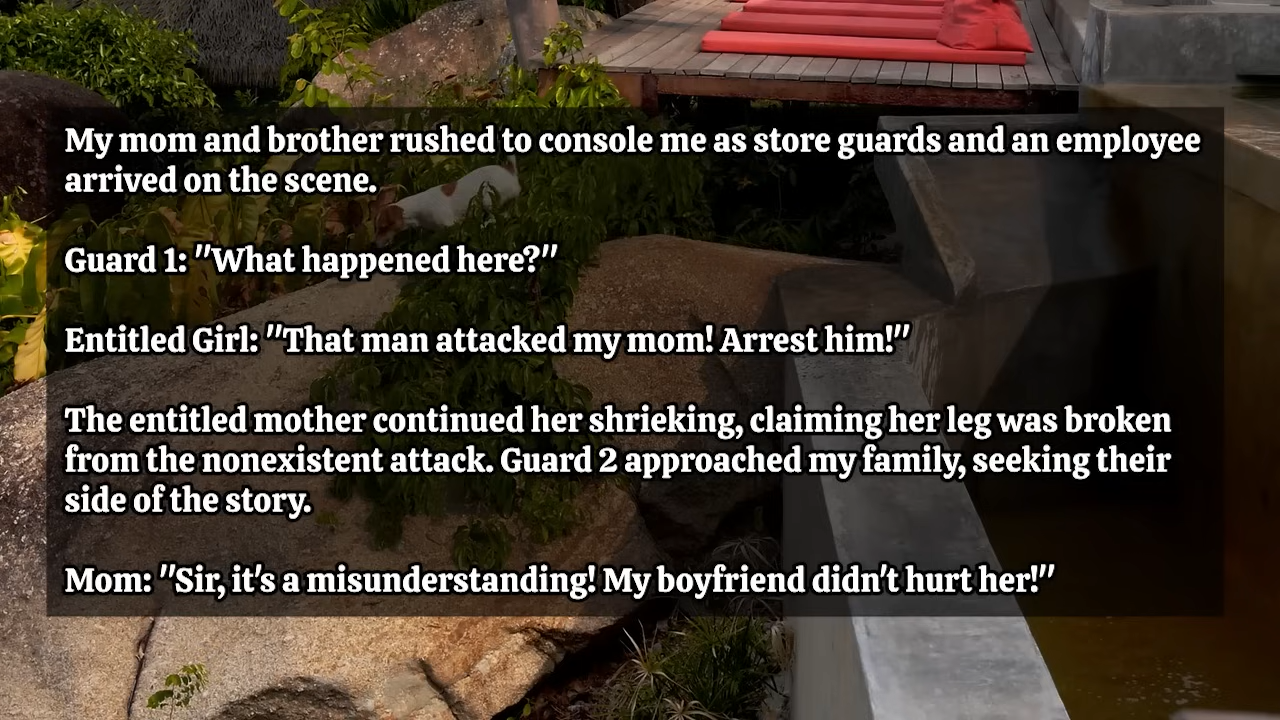 My mom and brother rushed to console me as store guards and an employee
arrived on the scene.
Guard 1: "What happened here?"
Entitled Girl: "That man attacked my mom! Arrest him!"
The entitled mother continued her shrieking, claiming her leg was broken
from the nonexistent attack. Guard 2 approached my family, seeking their
side of the story.
Mom: "Sir, it's a misunderstanding! My boyfriend didn't hurt her!"